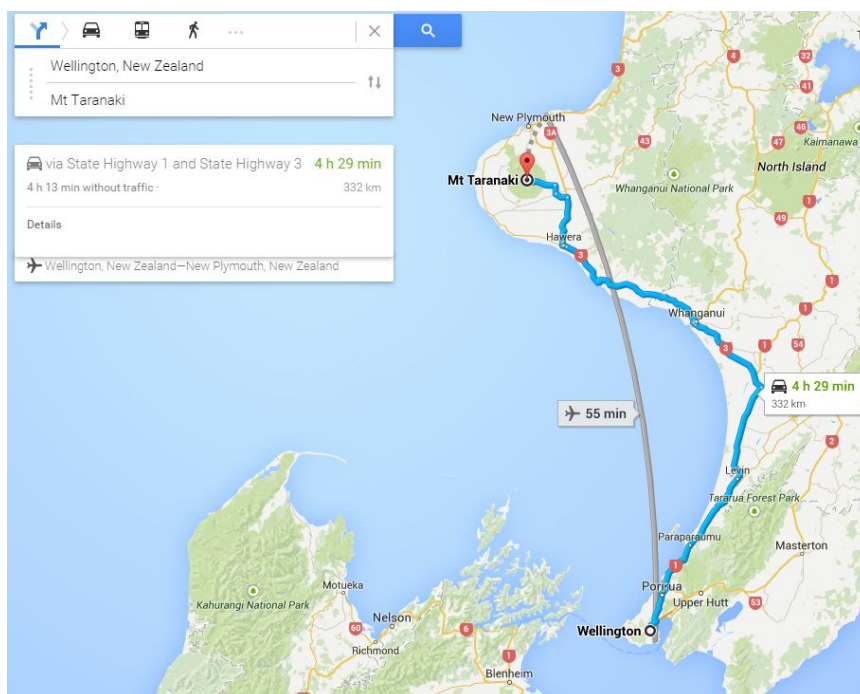 Wellington, New Zealand
Mt Taranaki
via State Highway 1 and State Highway 3 4 h 29 min
4 h 13 min without traffic · 332 km
Details
Wellington, New Zealand—New Plymouth, New Zealand
3
4
32
41
New Plymouth
3A
43
47
46
Kaimanawa
North Island
Mt Taranaki
Whanganui National Park
1
49
Hawera
3
1
Whanganui
3
1
54
4 h 29 min
332 km
55 min
2
Levin
Tararua Forest Park
Paraparaumu
Masterton
1
Porirua
Upper Hutt
53
Wellington
Motueka
Kahurangi National Park
Nelson
60
6
Richmond
1
Blenheim